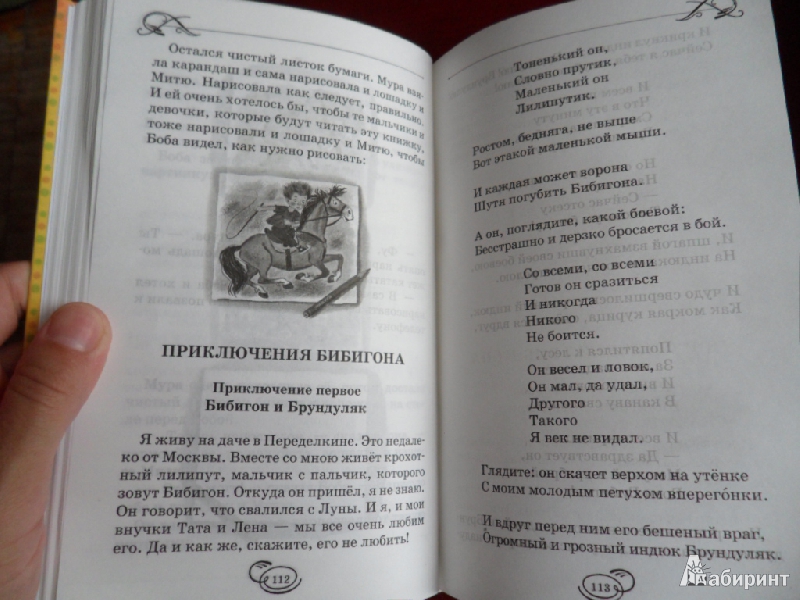 Остался чистый листок бумаги. Мура взя-
ла карандаш и сама нарисовала и лошадку и
Митю. Нарисовала как следует, правильно.
И ей очень хотелось бы, чтобы те мальчики и
девочки, которые будут читать эту книжку,
тоже нарисовали и лошадку и Митю, чтобы
Боба видел, как нужно рисовать:
ПРИКЛЮЧЕНИЯ БИБИГОНА
Приключение первое
Бибигон и Брундуляк
Я живу на даче в Переделкине. Это недале-
ко от Москвы. Вместе со мною живёт крохот-
ный лилипут, мальчик с пальчик, которого
зовут Бибигон. Откуда он пришёл, я не знаю.
Он говорит, что свалился с Луны. И я, и мои
внучки Тата и Лена — мы все очень любим
его. Да и как же, скажите, его не любить!
112
Тоненький он,
Словно прутик,
Маленький он
Лилипутик.
Ростом, бедняга, не выше
Вот этакой маленькой мыши.
И каждая может ворона
Шутя погубить Бибигона.
А он, поглядите, какой боевой:
Бесстрашно и дерзко бросается в бой.
Со всеми, со всеми
Готов он сразиться
И никогда
Никого
Не боится.
Он весел и ловок,
Он мал, да удал,
Другого
Такого
Я век не видал.
Глядите: он скачет верхом на утёнке
С моим молодым петухом вперегонки.
И вдруг перед ним его бешеный враг,
Огромный и грозный индюк Брундуляк.
113
Лабиринт